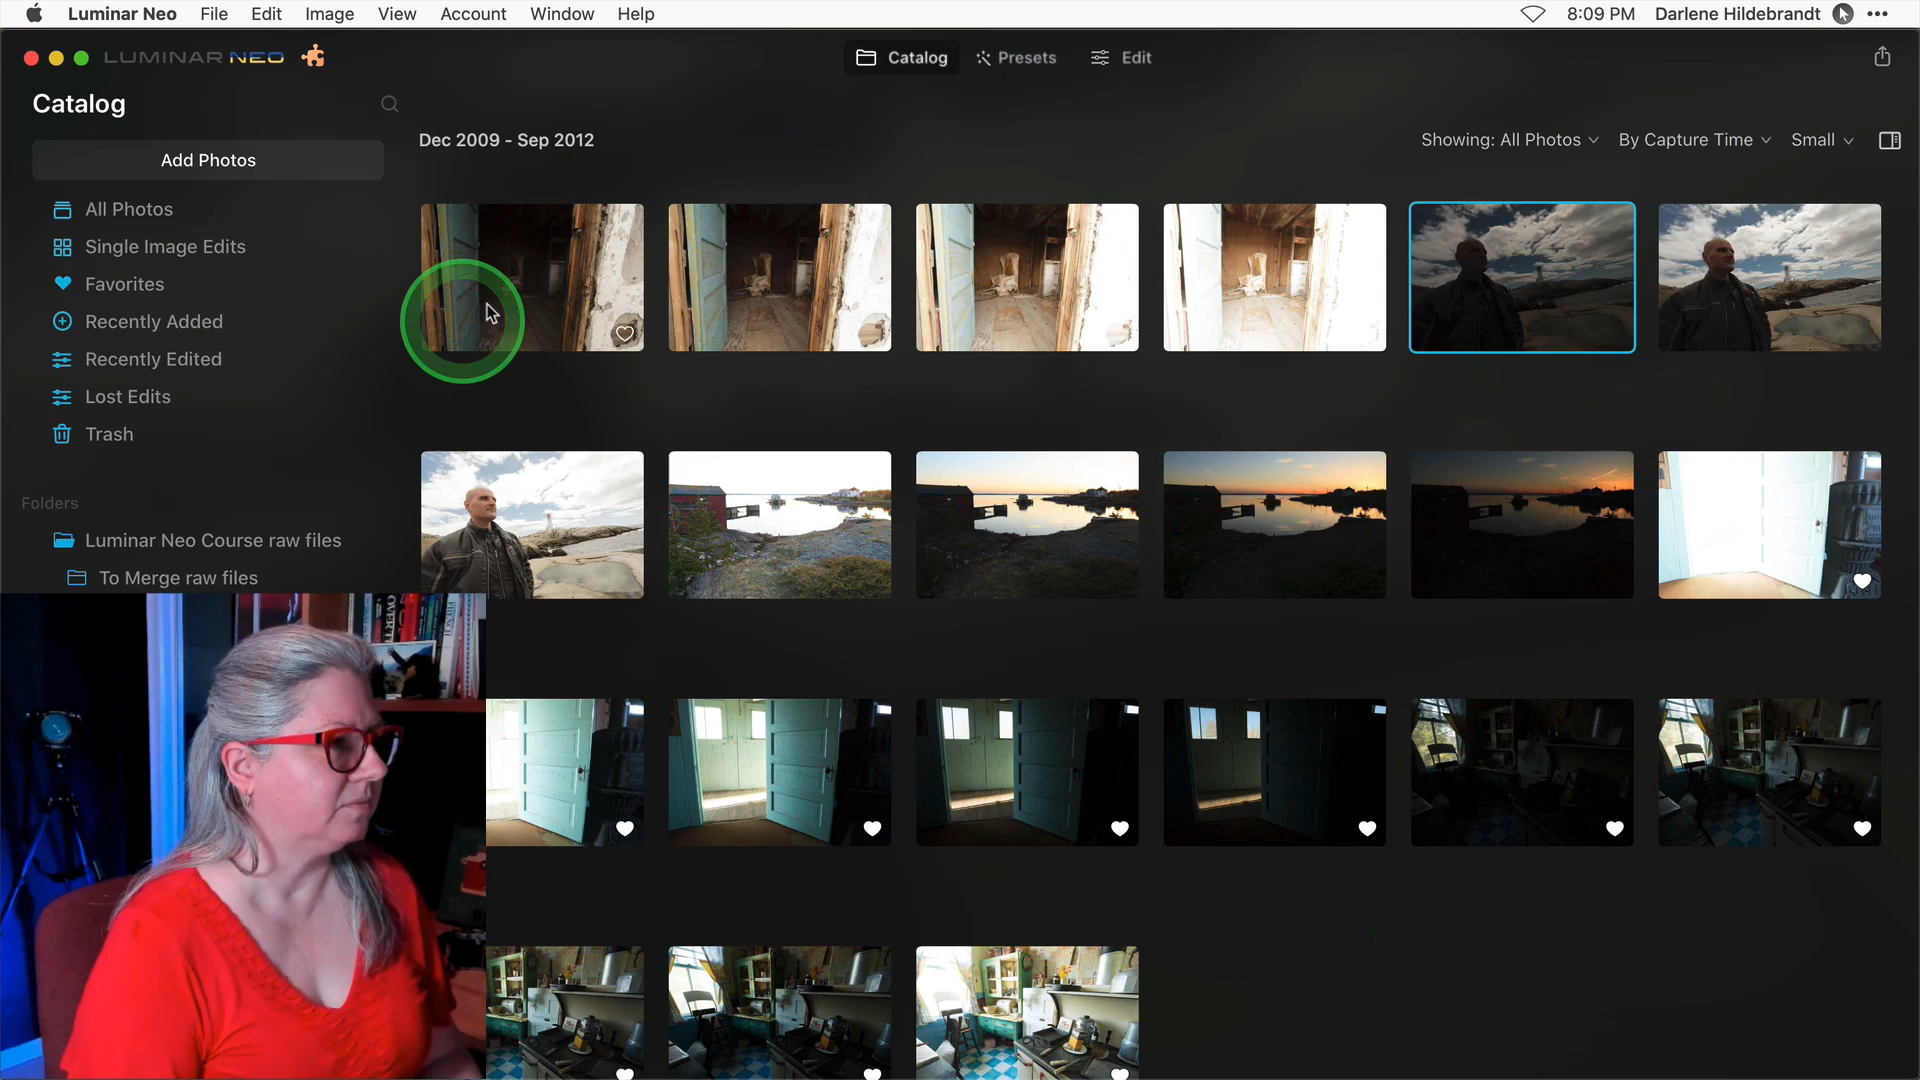 Luminar Neo File Edit Image View Account Window Help 8:09 PM Darlene Hildebrandt
LUMINAR NEO Catalog Presets Edit
Catalog
Dec 2009 - Sep 2012 Showing: All Photos By Capture Time Small
Add Photos
All Photos
Single Image Edits
Favorites
Recently Added
Recently Edited
Lost Edits
Trash
Folders
Luminar Neo Course raw files
To Merge raw files